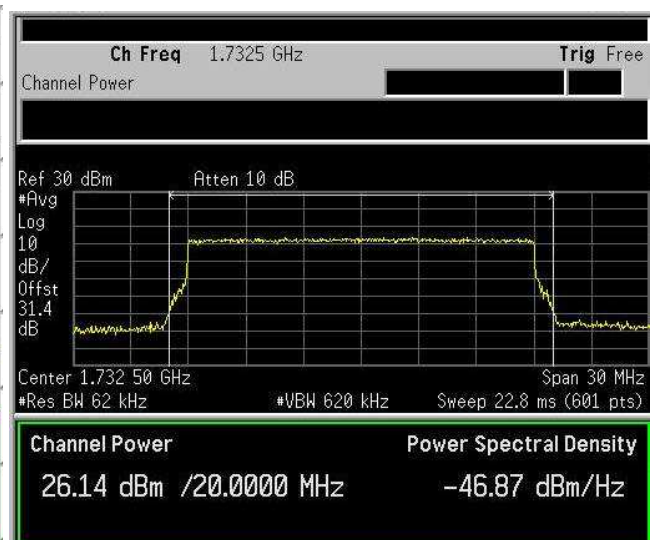 Ch Freq 1.7325 GHz Trig Free
Channel Power
Ref 30 dBm Atten 10 dB
#Avg
Log
10
dB/
Offst
31.4
dB
Center 1.732 50 GHz Span 30 MHz
#Res BW 62 kHz #VBW 620 kHz Sweep 22.8 ms (601 pts)
Channel Power Power Spectral Density
26.14 dBm /20.0000 MHz -46.87 dBm/Hz